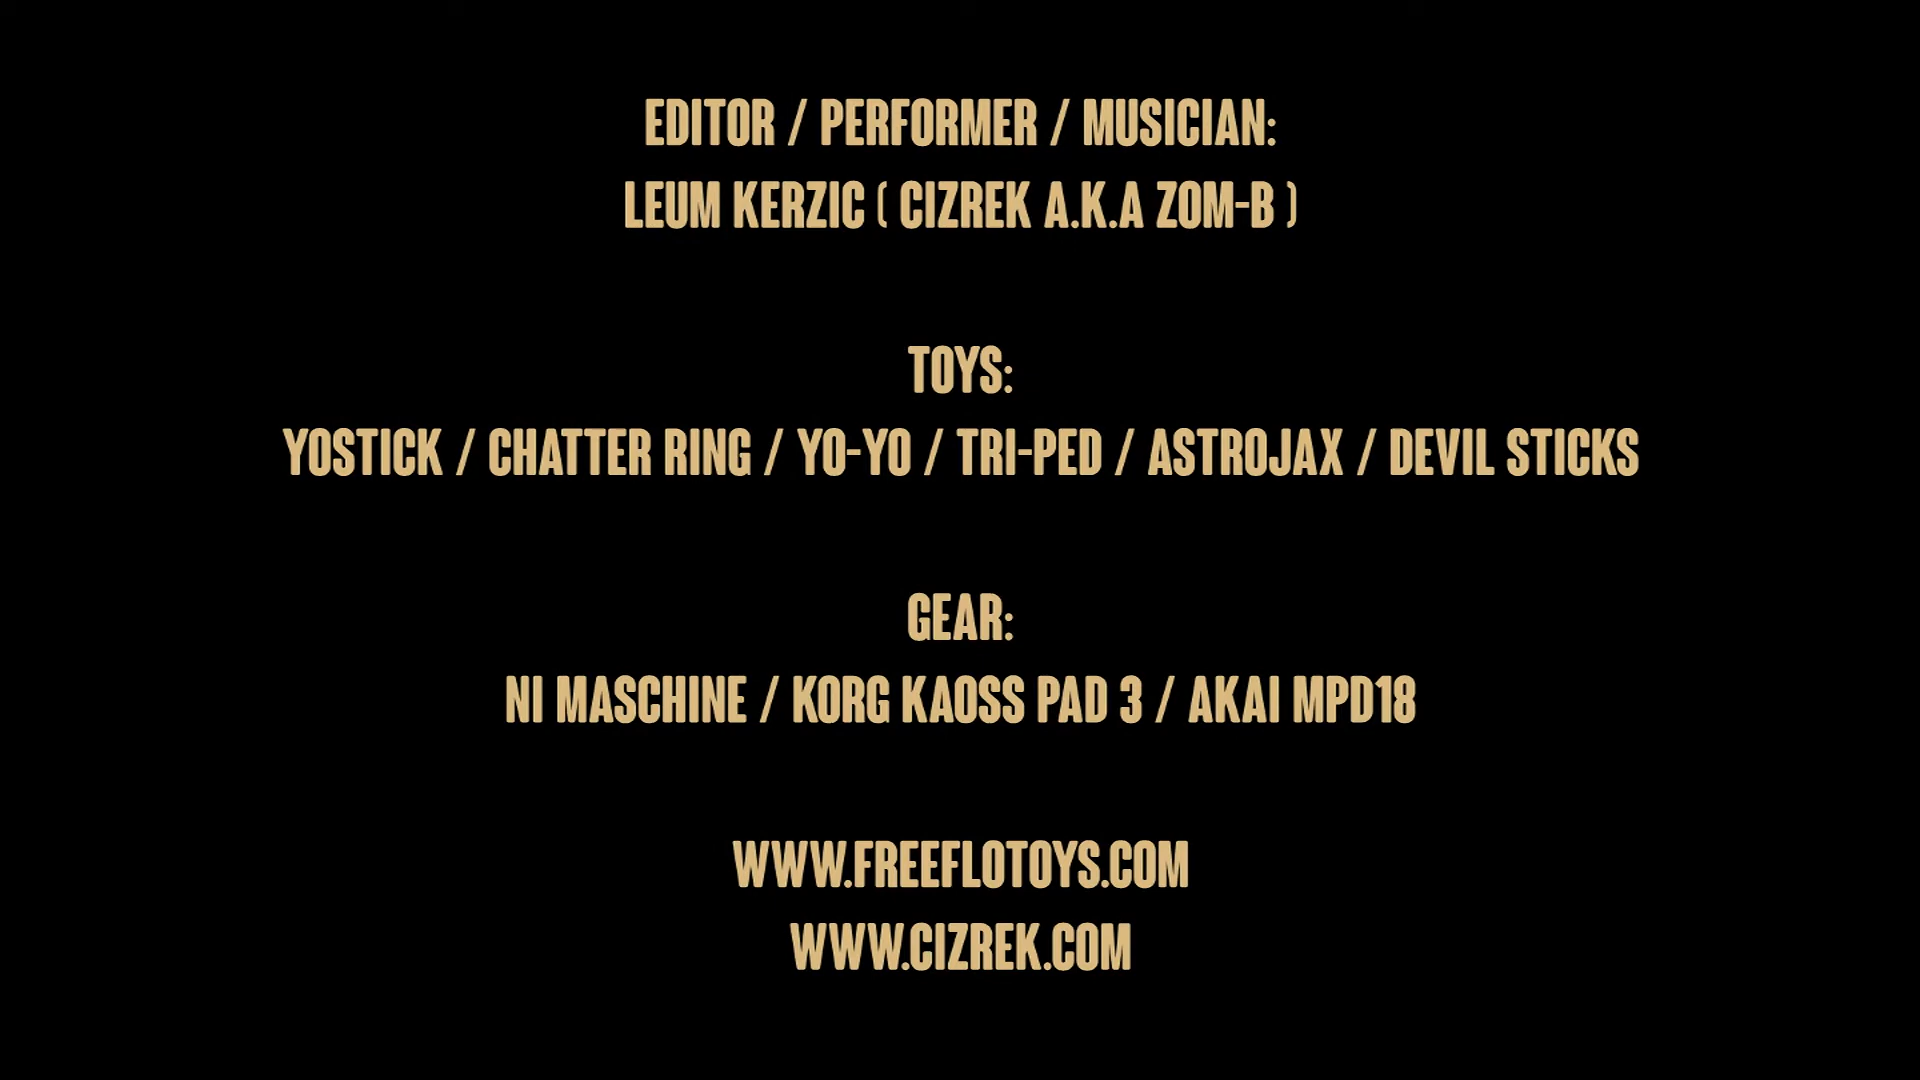 EDITOR / PERFORMER / MUSICIAN:
LEUM KERZIC ( CIZREK A.K.A ZOM-B )
TOYS:
YOSTICK / CHATTER RING / YO-YO / TRI-PED / ASTROJAX / DEVIL STICKS
GEAR:
NI MASCHINE / KORG KAOSS PAD 3 / AKAI MPD18
WWW.FREEFLOTOYS.COM
WWW.CIZREK.COM